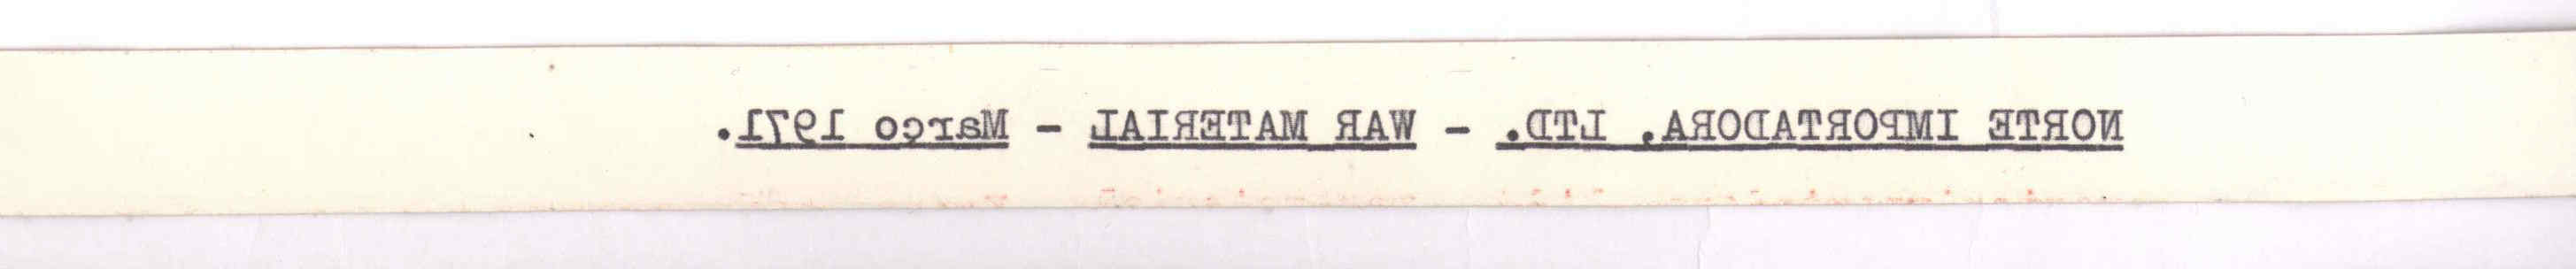 NORTE IMPORTADORA, LTD. - WAR MATERIAL - Março 1971.